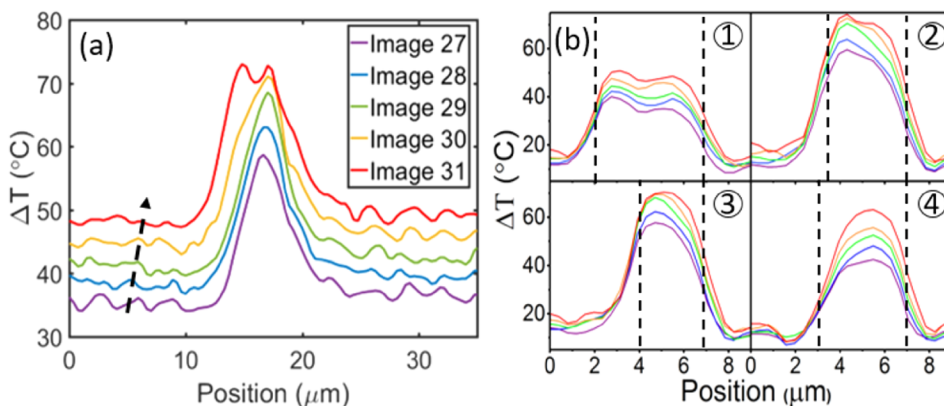 (a)
Image 27
Image 28
Image 29
Image 30
Image 31
ΔT (°C)
80
70
60
50
40
30
0 10 20 30
Position (μm)
(b)
①
②
③
④
ΔT (°C)
60
40
20
60
40
20
0 2 4 6 8 0 2 4 6 8
Position (μm)